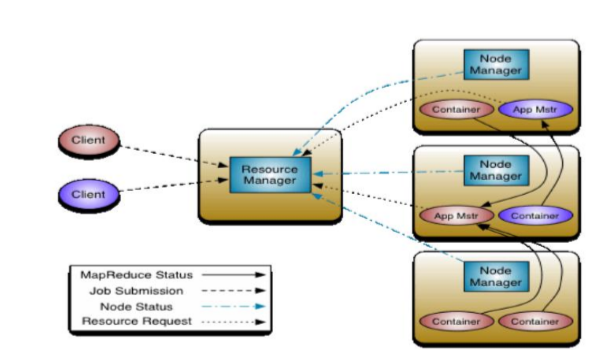 Node
Manager
Container
App Mstr
Client
Resource
Manager
Node
Manager
Client
App Mstr
Container
MapReduce Status
Job Submission
Node Status
Resource Request
Node
Manager
Container
Container